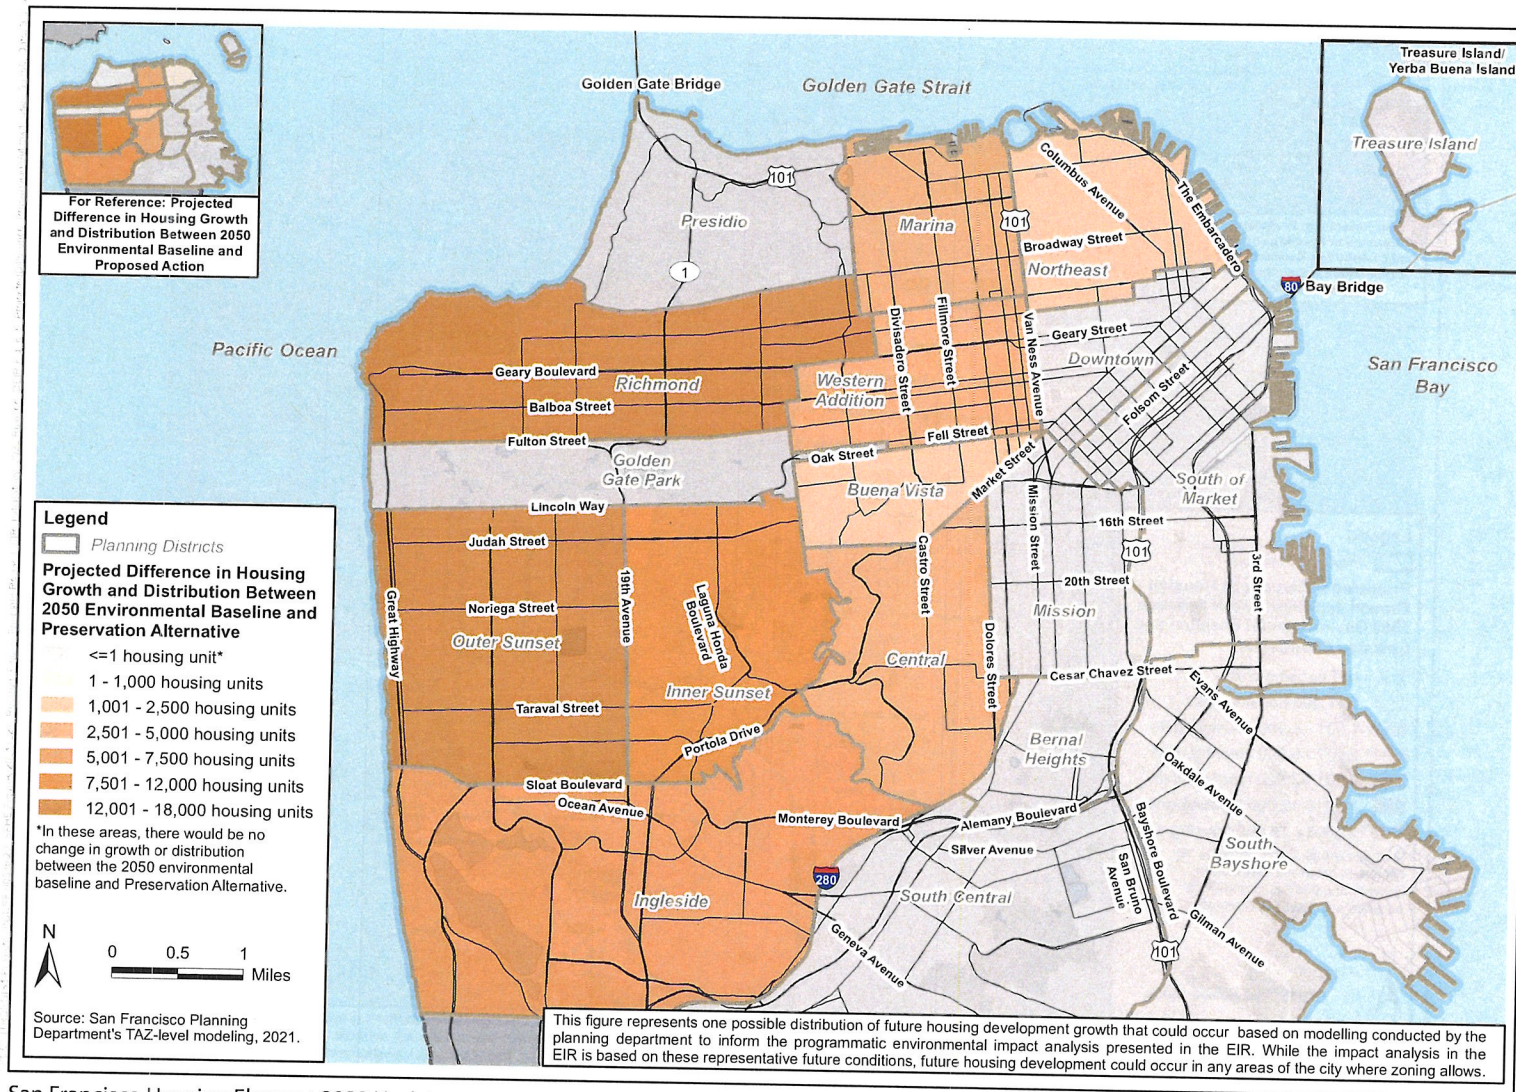 For Reference: Projected
Difference in Housing Growth
and Distribution Between 2050
Environmental Baseline and
Proposed Action
Golden Gate Bridge
Golden Gate Strait
Treasure Island/
Yerba Buena Island
Treasure Island
101
Presidio
1
Marina
101
Columbus Avenue
The Embarcadero
Broadway Street
Northeast
80
Bay Bridge
Pacific Ocean
San Francisco
Bay
Geary Boulevard
Richmond
Balboa Street
Fulton Street
Western
Addition
Divisadero Street
Fillmore Street
Van Ness Avenue
Geary Street
Downtown
Folsom Street
Fell Street
Oak Street
Market Street
Golden
Gate Park
Buena Vista
South of
Market
Lincoln Way
Judah Street
Mission Street
16th Street
101
3rd Street
20th Street
Mission
Great Highway
Noriega Street
Outer Sunset
19th Avenue
Laguna Honda
Boulevard
Inner Sunset
Castro Street
Central
Dolores Street
Cesar Chavez Street
Evans Avenue
Taraval Street
Portola Drive
Bernal
Heights
Oakdale Avenue
Sloat Boulevard
Ocean Avenue
Monterey Boulevard
Alemany Boulevard
Silver Avenue
Bayshore Boulevard
San Bruno
Avenue
South
Bayshore
280
Ingleside
South Central
Geneva Avenue
Gilman Avenue
101
Legend
Planning Districts
Projected Difference in Housing
Growth and Distribution Between
2050 Environmental Baseline and
Preservation Alternative
<=1 housing unit*
1 - 1,000 housing units
1,001 - 2,500 housing units
2,501 - 5,000 housing units
5,001 - 7,500 housing units
7,501 - 12,000 housing units
12,001 - 18,000 housing units
*In these areas, there would be no
change in growth or distribution
between the 2050 environmental
baseline and Preservation Alternative.
N
0 0.5 1
Miles
Source: San Francisco Planning
Department's TAZ-level modeling, 2021.
This figure represents one possible distribution of future housing development growth that could occur based on modelling conducted by the
planning department to inform the programmatic environmental impact analysis presented in the EIR. While the impact analysis in the
EIR is based on these representative future conditions, future housing development could occur in any areas of the city where zoning allows.